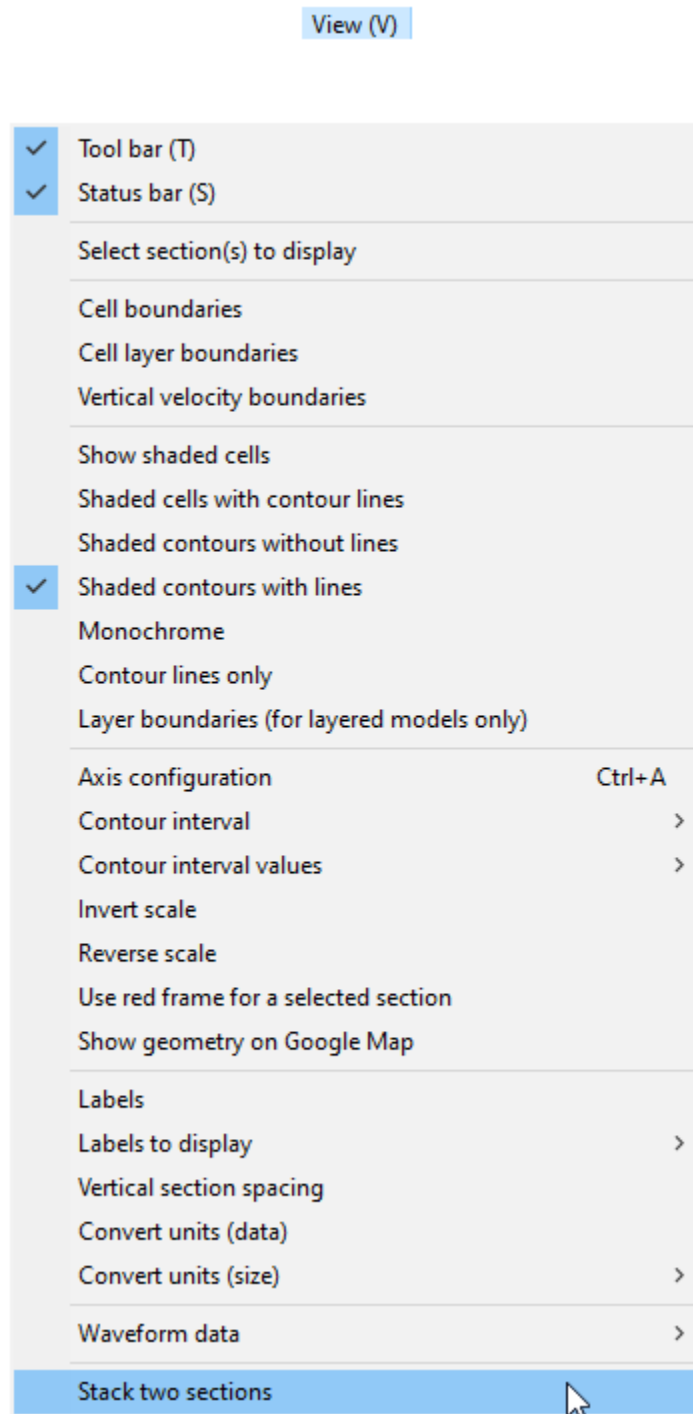 View (V)
Tool bar (T)
Status bar (S)
Select section(s) to display
Cell boundaries
Cell layer boundaries
Vertical velocity boundaries
Show shaded cells
Shaded cells with contour lines
Shaded contours without lines
Shaded contours with lines
Monochrome
Contour lines only
Layer boundaries (for layered models only)
Axis configuration Ctrl+A
Contour interval
Contour interval values
Invert scale
Reverse scale
Use red frame for a selected section
Show geometry on Google Map
Labels
Labels to display
Vertical section spacing
Convert units (data)
Convert units (size)
Waveform data
Stack two sections